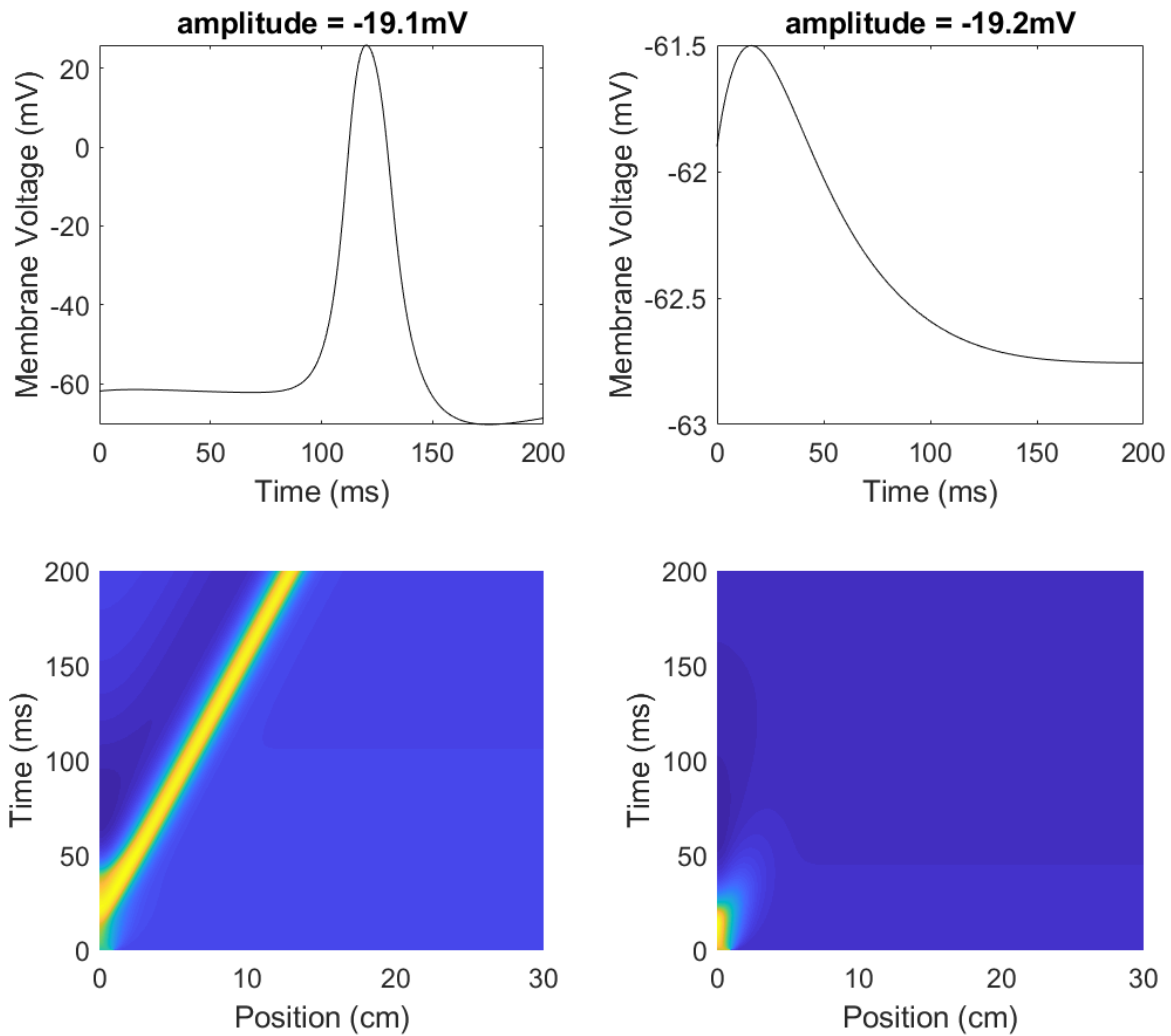 amplitude = -19.1mV
20
0
-20
-40
-60
Membrane Voltage (mV)
0 50 100 150 200
Time (ms)
amplitude = -19.2mV
-61.5
-62
-62.5
-63
Membrane Voltage (mV)
0 50 100 150 200
Time (ms)
200
150
100
50
0
Time (ms)
0 10 20 30
Position (cm)
200
150
100
50
0
Time (ms)
0 10 20 30
Position (cm)